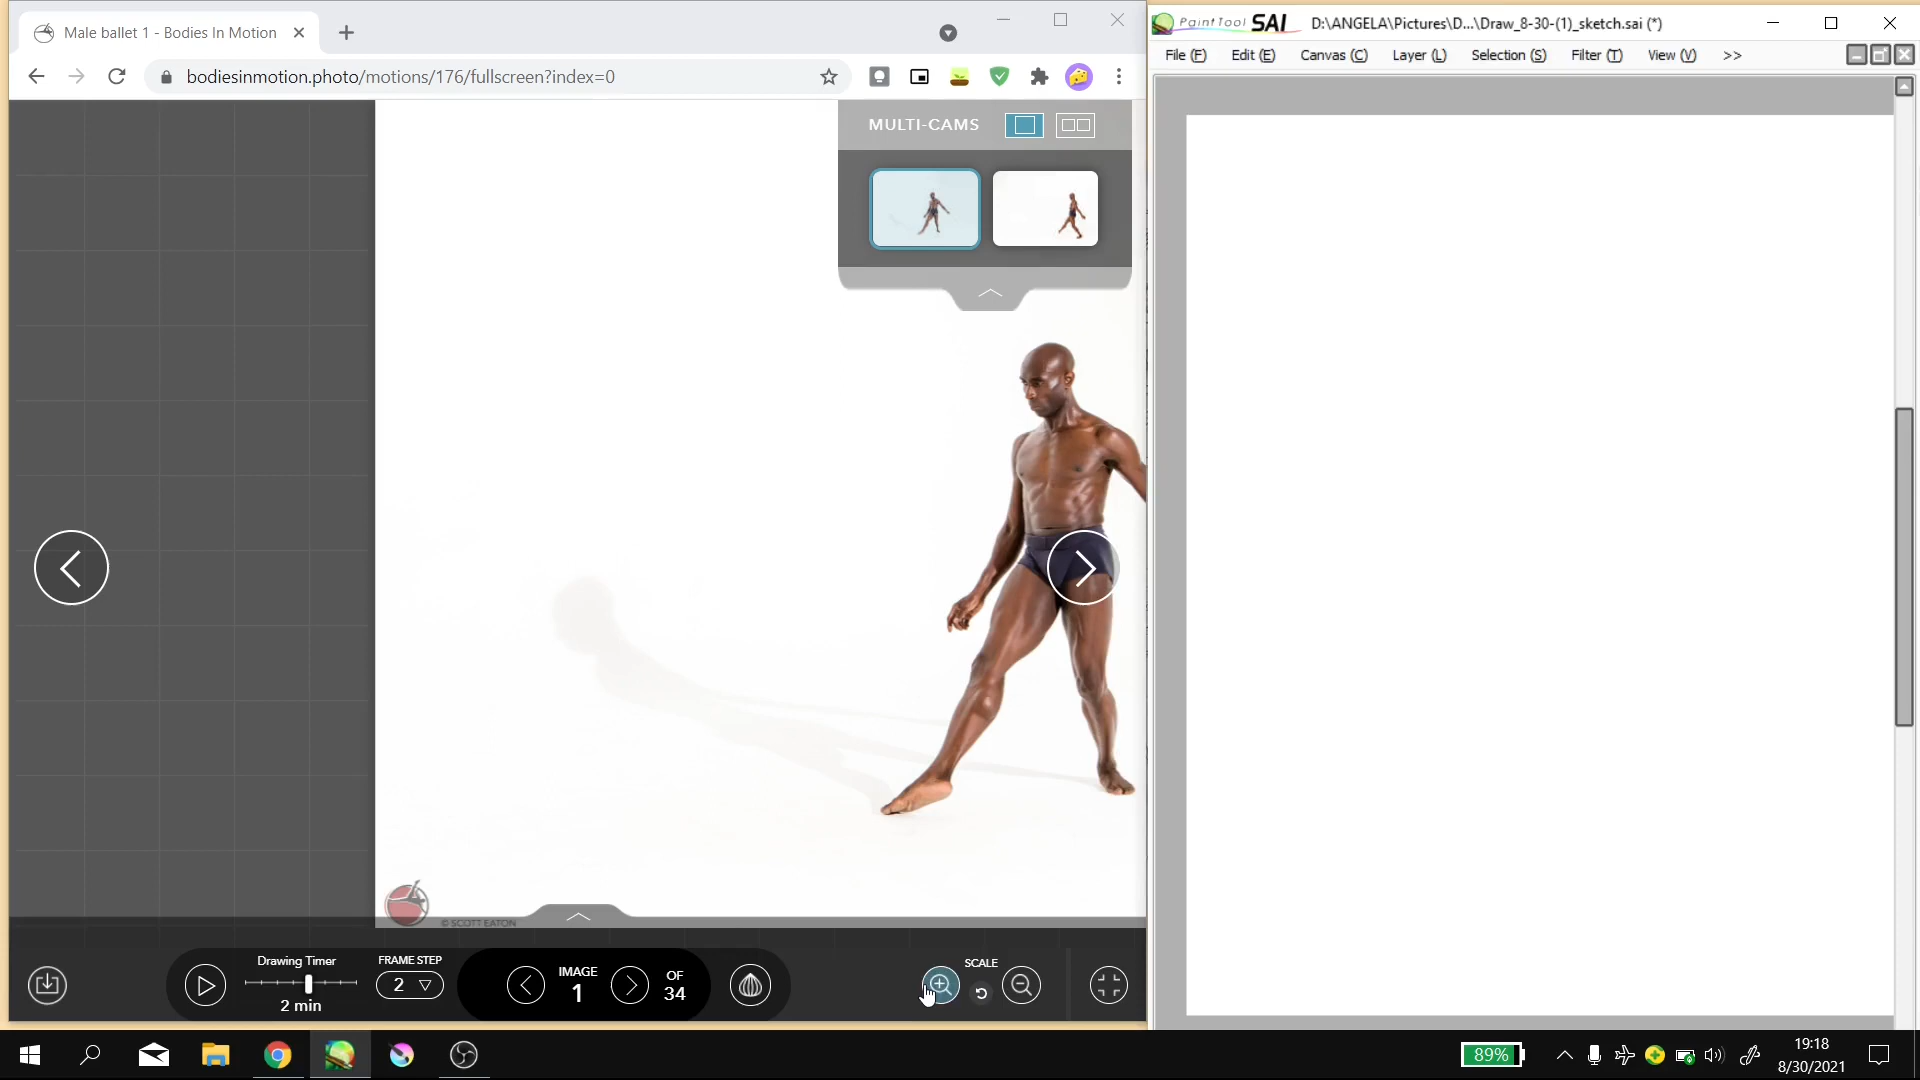 Male ballet 1 - Bodies In Motion
bodiesinmotion.photo/motions/176/fullscreen?index=0
MULTI-CAMS
© SCOTT EATON
Drawing Timer
2 min
FRAME STEP
2
IMAGE
1
OF
34
SCALE
PaintTool SAI
D:\ANGELA\Pictures\D...\Draw_8-30-(1)_sketch.sai (*)
File (F) Edit (E) Canvas (C) Layer (L) Selection (S) Filter (T) View (V) >>
89%
19:18
8/30/2021